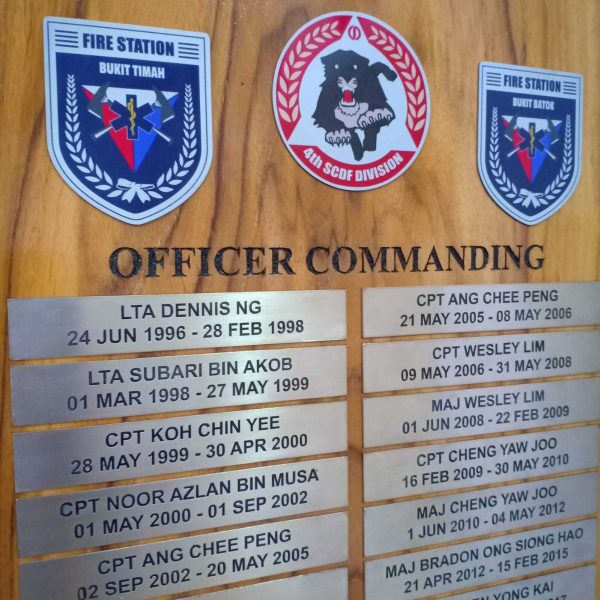 FIRE STATION
BUKIT TIMAH
4th SCDF DIVISION
FIRE STATION
BUKIT BATOK
OFFICER COMMANDING
LTA DENNIS NG
24 JUN 1996 - 28 FEB 1998
LTA SUBARI BIN AKOB
01 MAR 1998 - 27 MAY 1999
CPT KOH CHIN YEE
28 MAY 1999 - 30 APR 2000
CPT NOOR AZLAN BIN MUSA
01 MAY 2000 - 01 SEP 2002
CPT ANG CHEE PENG
02 SEP 2002 - 20 MAY 2005
CPT ANG CHEE PENG
21 MAY 2005 - 08 MAY 2006
CPT WESLEY LIM
09 MAY 2006 - 31 MAY 2008
MAJ WESLEY LIM
01 JUN 2008 - 22 FEB 2009
CPT CHENG YAW JOO
16 FEB 2009 - 30 MAY 2010
MAJ CHENG YAW JOO
1 JUN 2010 - 04 MAY 2012
MAJ BRADON ONG SIONG HAO
21 APR 2012 - 15 FEB 2015
YONG KAI